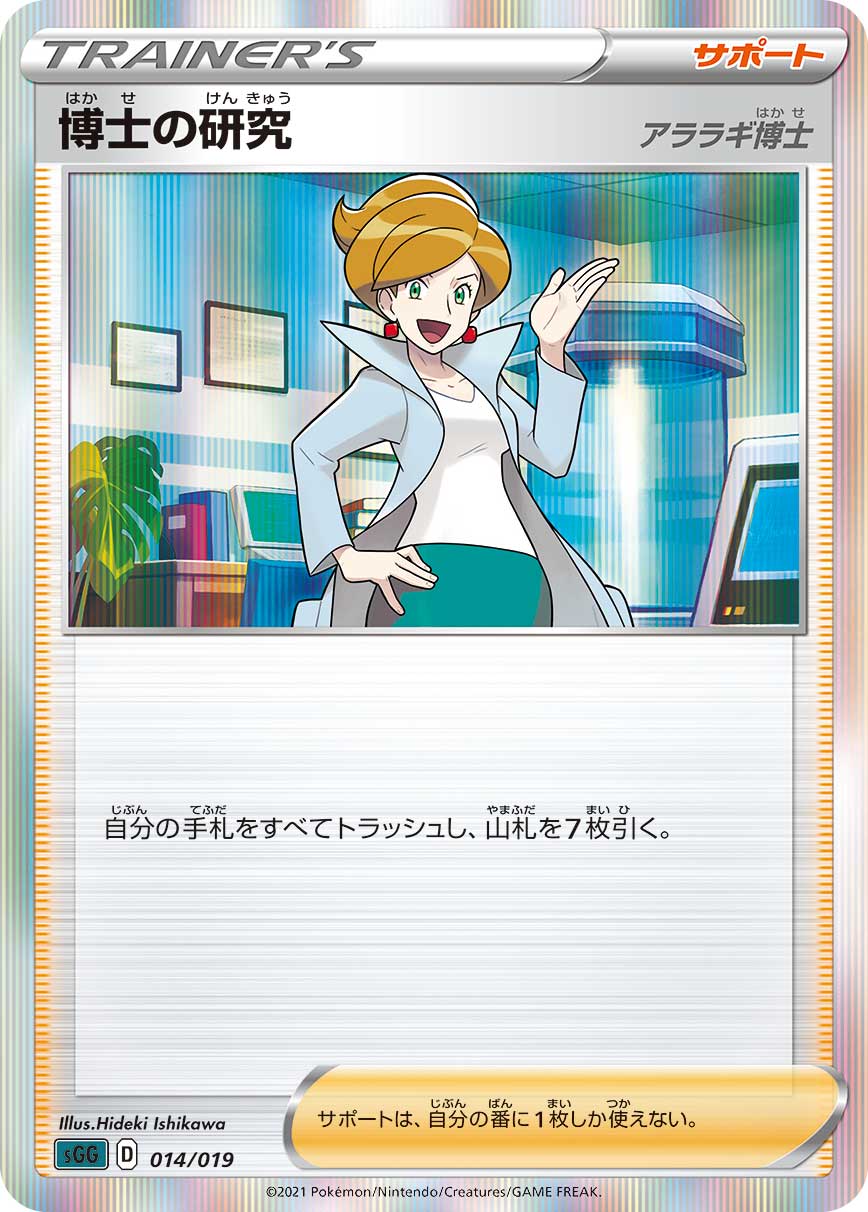 TRAINER'S
サポート
はかせ けんきゅう
博士の研究
はかせ
アララギ博士
じぶん てふだ やまふだ まい ひ
自分の手札をすべてトラッシュし、山札を7枚引く。
じぶん ばん まい つか
サポートは、自分の番に1枚しか使えない。
Illus.Hideki Ishikawa
sGG D 014/019
©2021 Pokémon/Nintendo/Creatures/GAME FREAK.